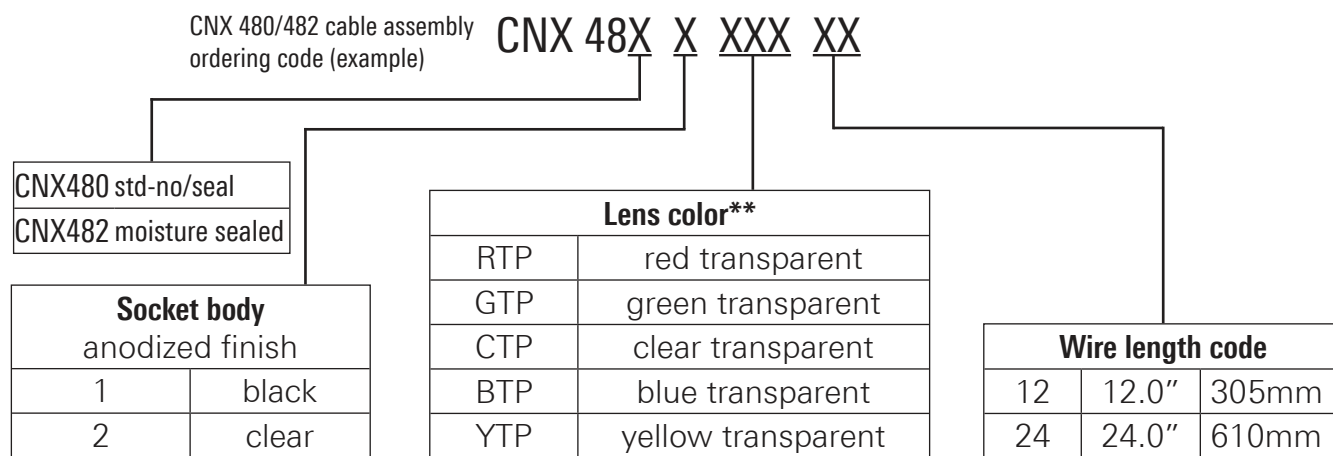 CNX 480/482 cable assembly
ordering code (example)
CNX 48X X XXX XX
CNX480 std-no/seal
CNX482 moisture sealed
Socket body
anodized finish
1 black
2 clear
Lens color**
RTP red transparent
GTP green transparent
CTP clear transparent
BTP blue transparent
YTP yellow transparent
Wire length code
12 12.0” 305mm
24 24.0” 610mm